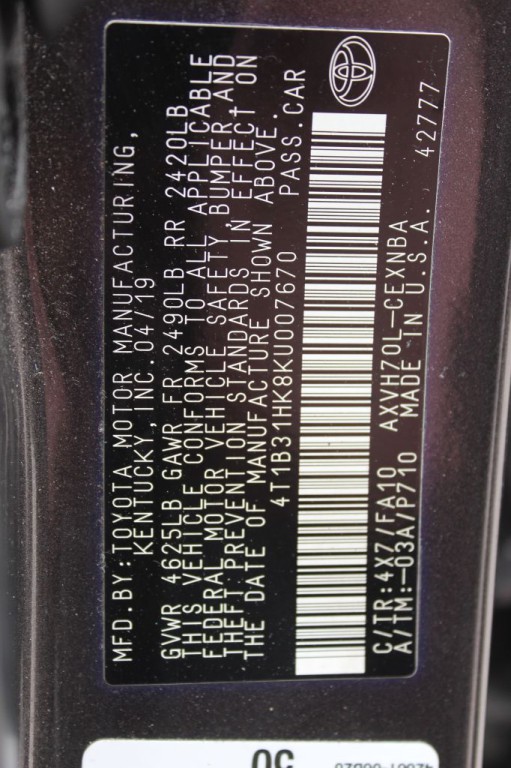 MFD.BY:TOYOTA MOTOR MANUFACTURING,
KENTUCKY, INC. 04/19
GVWR 4625LB GAWR FR 2490LB RR 2420LB
THIS VEHICLE CONFORMS TO ALL APPLICABLE
FEDERAL MOTOR VEHICLE SAFETY, BUMPER,AND
THEFT PREVENTION STANDARDS IN EFFECT ON
THE DATE OF MANUFACTURE SHOWN ABOVE.
4T1B31HK8KU007670 PASS.CAR
C/TR:4X7/FA10 AXVH70L-CEXNBA
A/TM:-03A/P710 MADE IN U.S.A. 42777